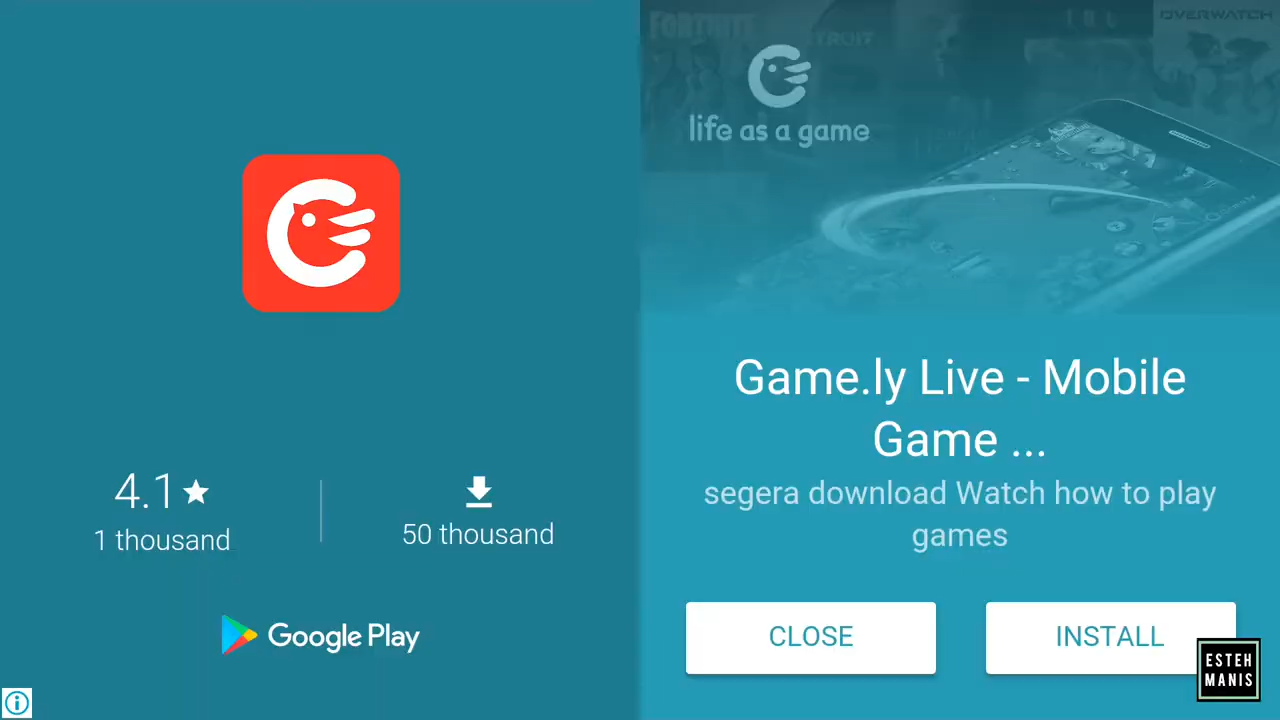 4.1
1 thousand
50 thousand
Google Play
FORTNITE
OVERWATCH
life as a game
Game.ly Live - Mobile
Game ...
segera download Watch how to play
games
CLOSE
INSTALL
ESTEH
MANIS